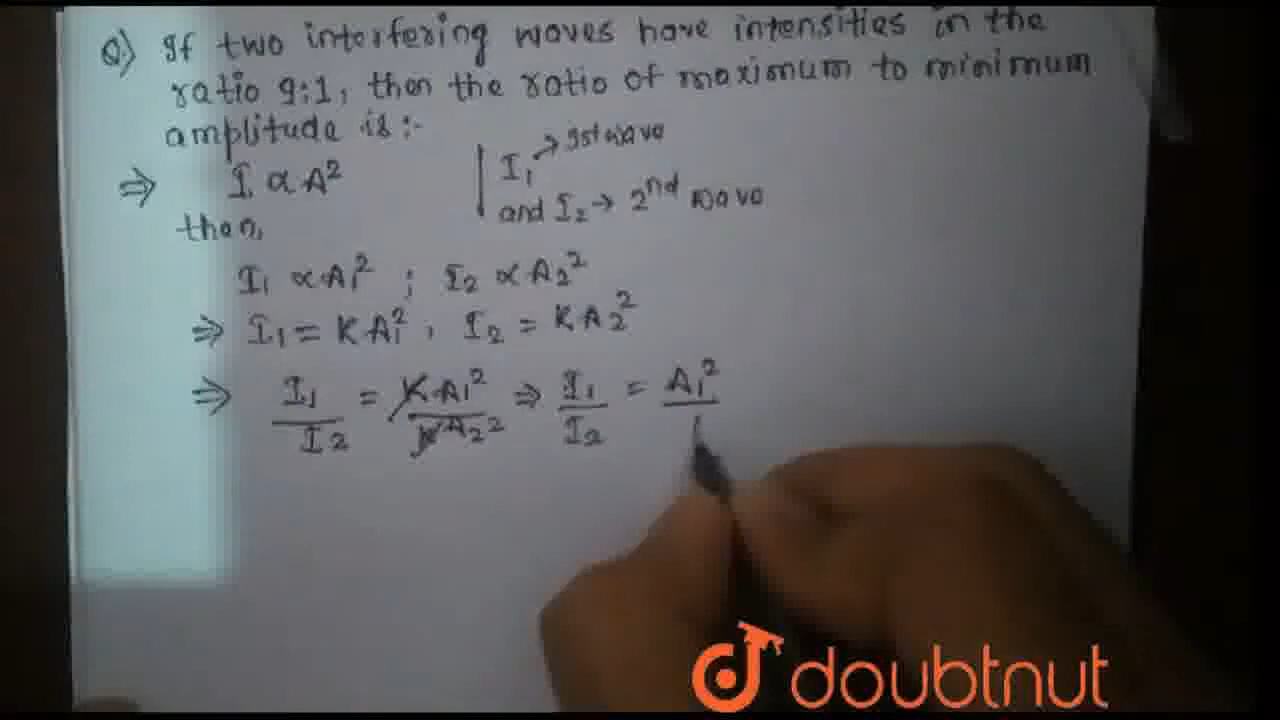 Q) If two interfering waves have intensities in the
ratio 9:1, then the ratio of maximum to minimum
amplitude is :-
⇒ I ∝ A² | I₁ → Ist wave
then, | and I₂ → 2nd wave
I₁ ∝ A₁² ; I₂ ∝ A₂²
⇒ I₁ = KA₁² , I₂ = KA₂²
⇒ I₁/I₂ = KA₁²/KA₂² ⇒ I₁/I₂ = A₁²/
doubtnut